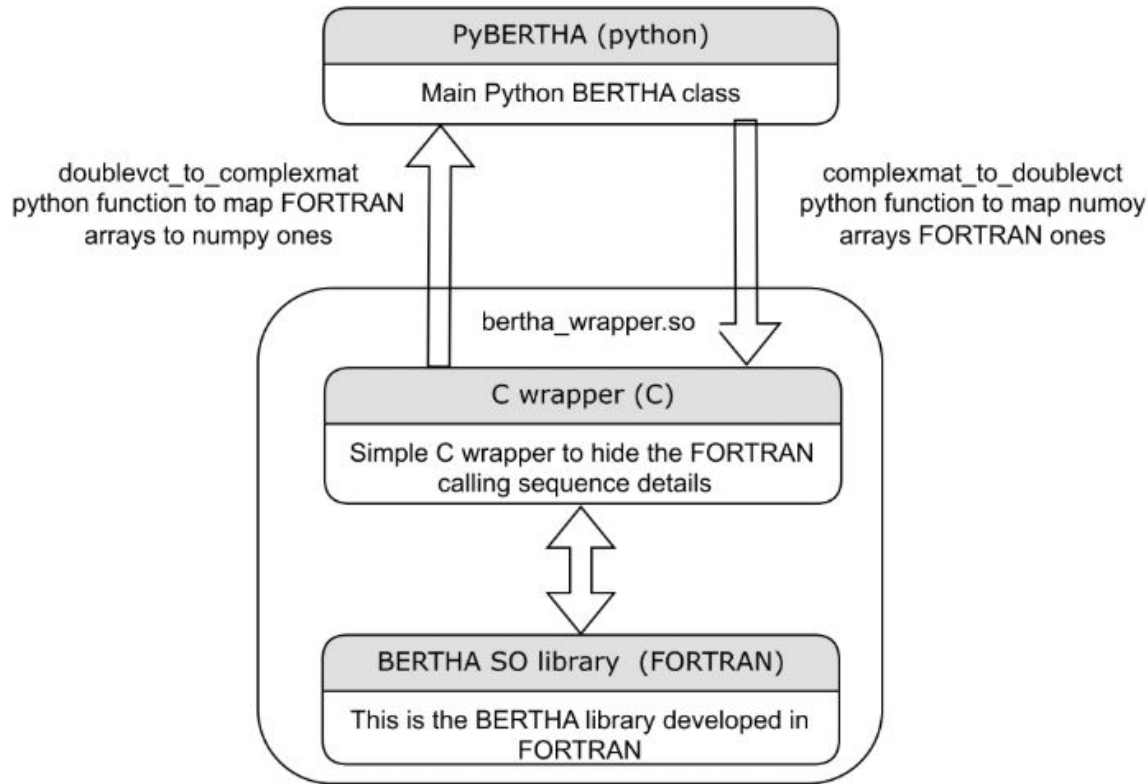 PyBERTHA (python)
Main Python BERTHA class
doublevct_to_complexmat
python function to map FORTRAN
arrays to numpy ones
complexmat_to_doublevct
python function to map numoy
arrays FORTRAN ones
bertha_wrapper.so
C wrapper (C)
Simple C wrapper to hide the FORTRAN
calling sequence details
BERTHA SO library (FORTRAN)
This is the BERTHA library developed in
FORTRAN